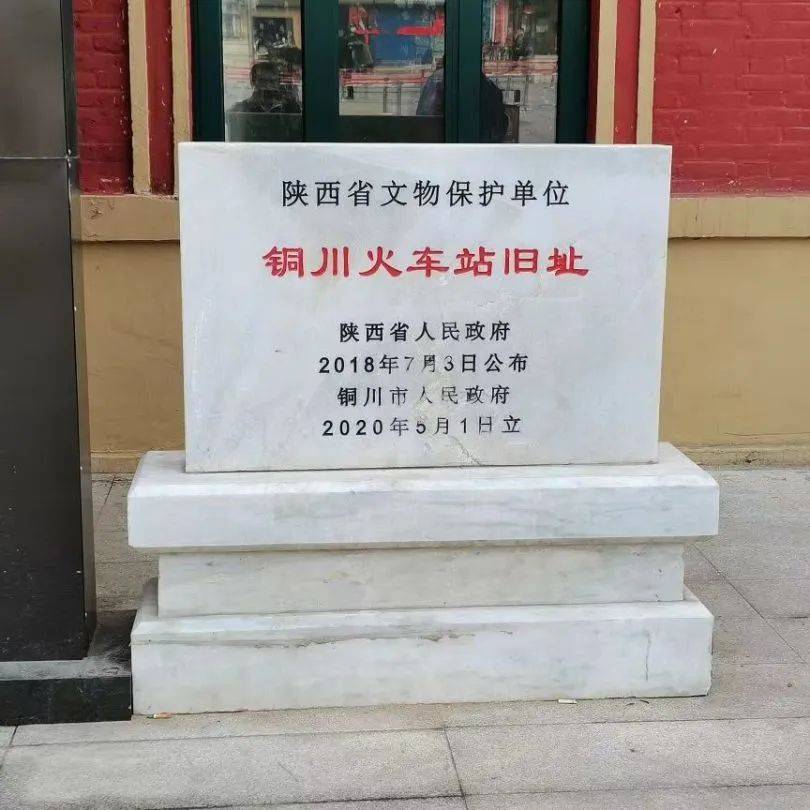 陕西省文物保护单位
铜川火车站旧址
陕西省人民政府
2018年7月3日公布
铜川市人民政府
2020年5月1日立